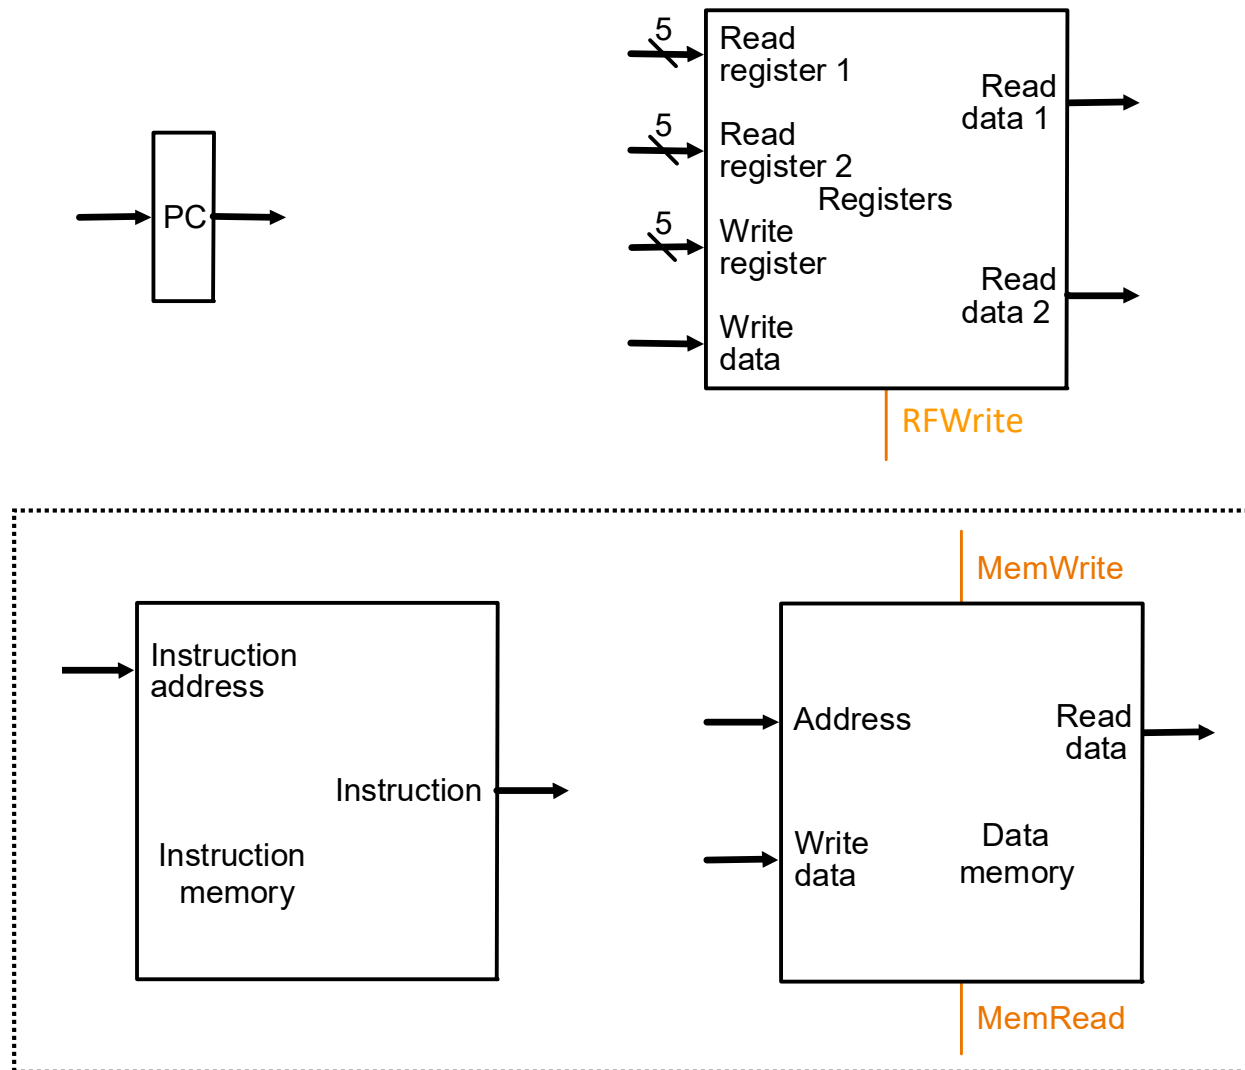 5
Read
register 1
Read
data 1
5
Read
register 2
Registers
PC
5
Write
register
Read
data 2
Write
data
RFWrite
MemWrite
Instruction
address
Address
Read
data
Instruction
Write
data
Data
memory
Instruction
memory
MemRead